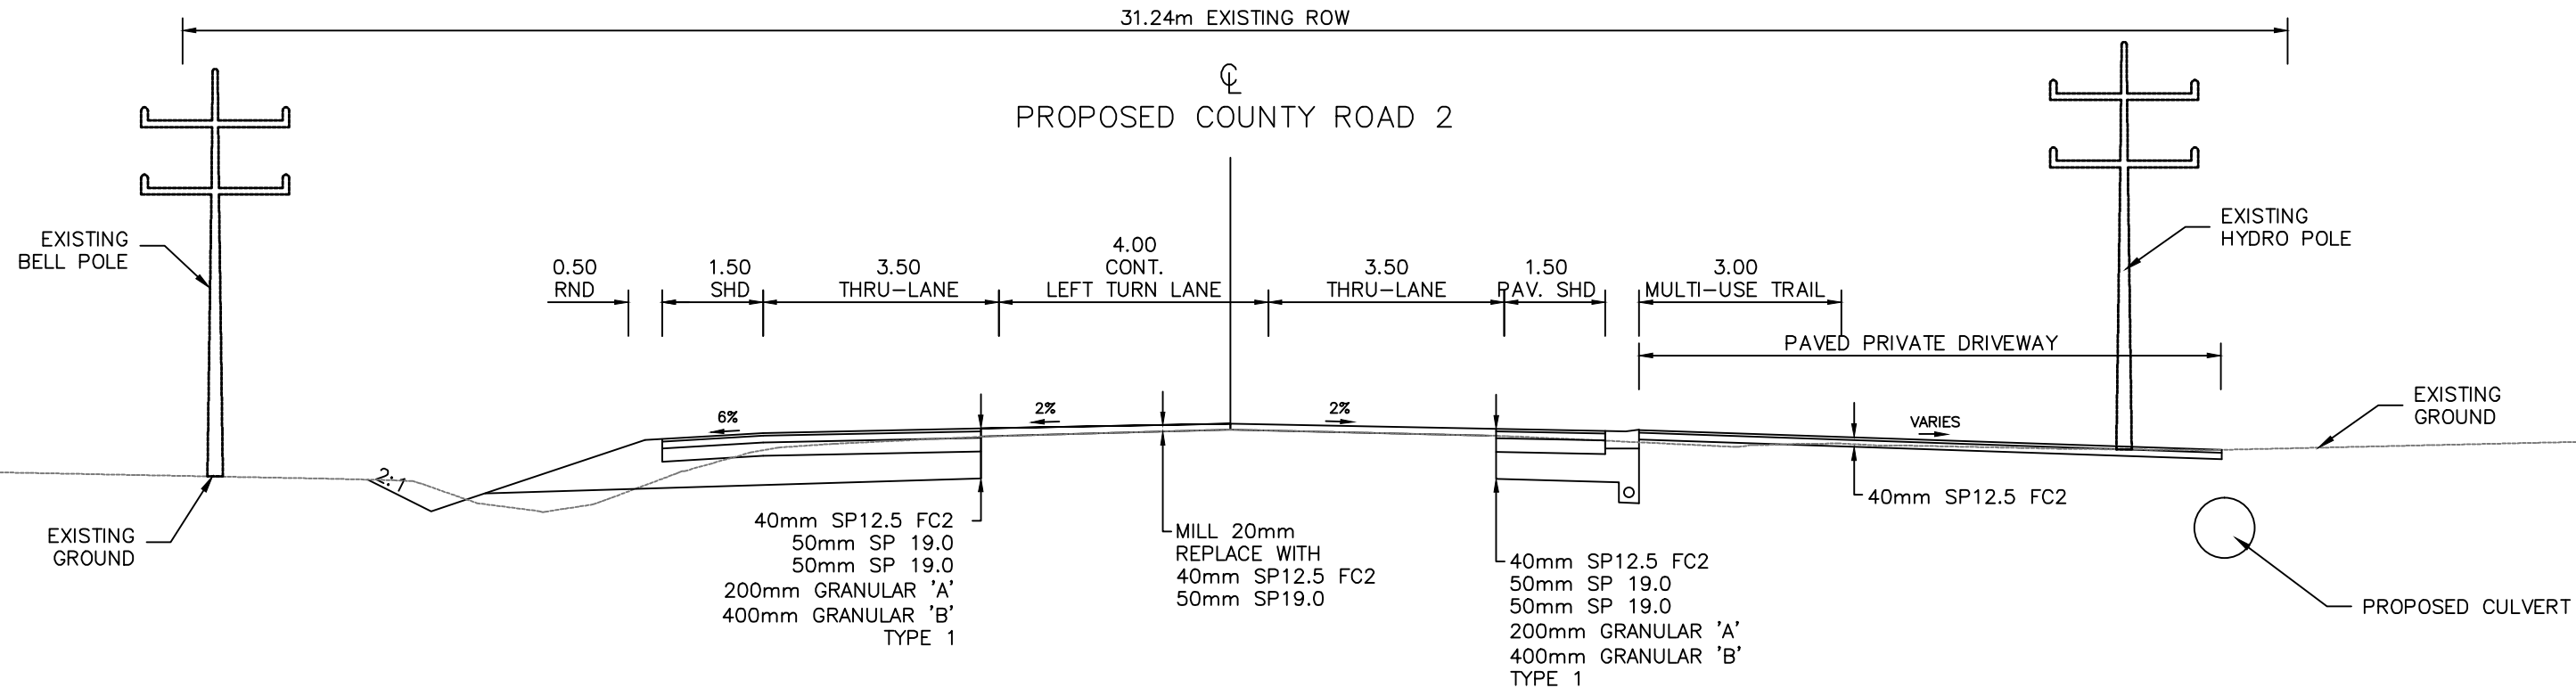 31.24m EXISTING ROW
℄
PROPOSED COUNTY ROAD 2
EXISTING
BELL POLE
0.50
RND
1.50
SHD
3.50
THRU-LANE
4.00
CONT.
LEFT TURN LANE
3.50
THRU-LANE
1.50
PAV. SHD
3.00
MULTI-USE TRAIL
EXISTING
HYDRO POLE
PAVED PRIVATE DRIVEWAY
6%
2%
2%
VARIES
EXISTING
GROUND
2:1
EXISTING
GROUND
40mm SP12.5 FC2
50mm SP 19.0
50mm SP 19.0
200mm GRANULAR 'A'
400mm GRANULAR 'B'
TYPE 1
MILL 20mm
REPLACE WITH
40mm SP12.5 FC2
50mm SP19.0
40mm SP12.5 FC2
50mm SP 19.0
50mm SP 19.0
200mm GRANULAR 'A'
400mm GRANULAR 'B'
TYPE 1
40mm SP12.5 FC2
PROPOSED CULVERT